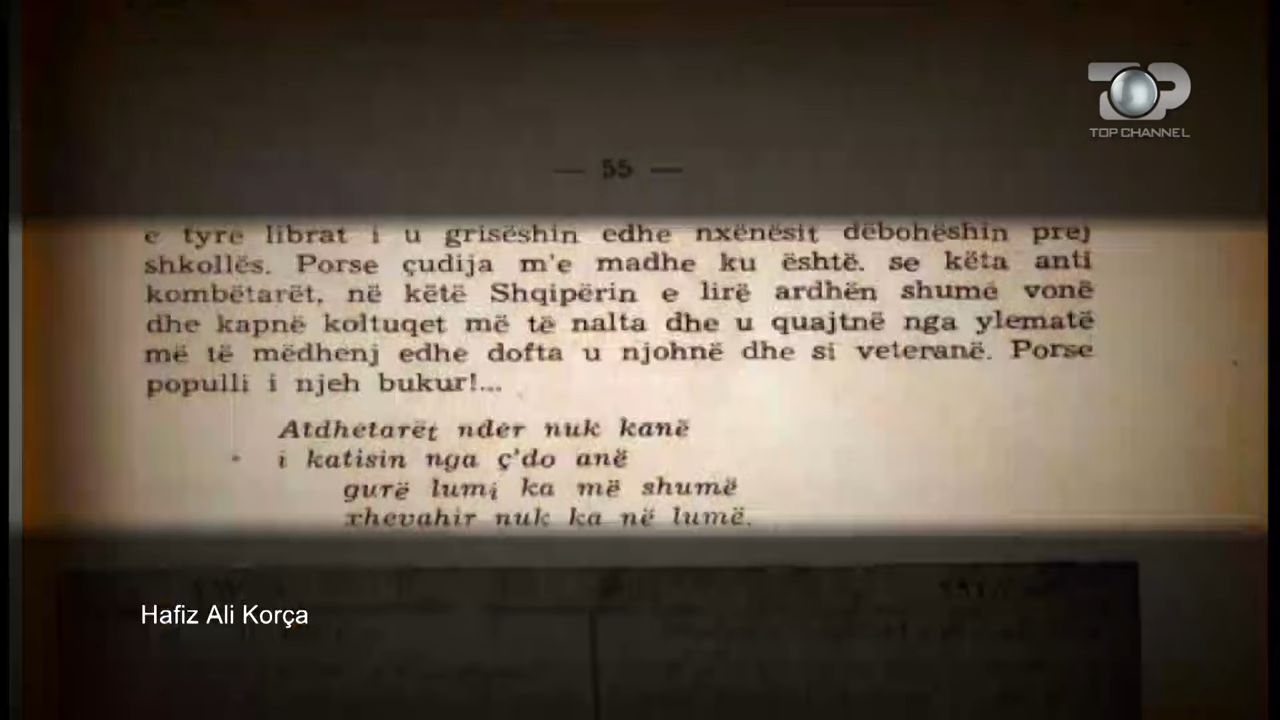 TOP
TOP CHANNEL
— 55 —
e tyre librat i u grisëshin edhe nxënësit dëbohëshin prej
shkollës. Porse çudija m'e madhe ku është. se këta anti
kombëtarët, në këtë Shqipërin e lirë ardhën shumë vonë
dhe kapnë koltuqet më të nalta dhe u quajtnë nga ylematë
më të mëdhenj edhe dofta u njohnë dhe si veteranë. Porse
populli i njeh bukur!...
Atdhetarët nder nuk kanë
i katisin nga ç'do anë
gurë lumi ka më shumë
xhevahir nuk ka në lumë.
Hafiz Ali Korça